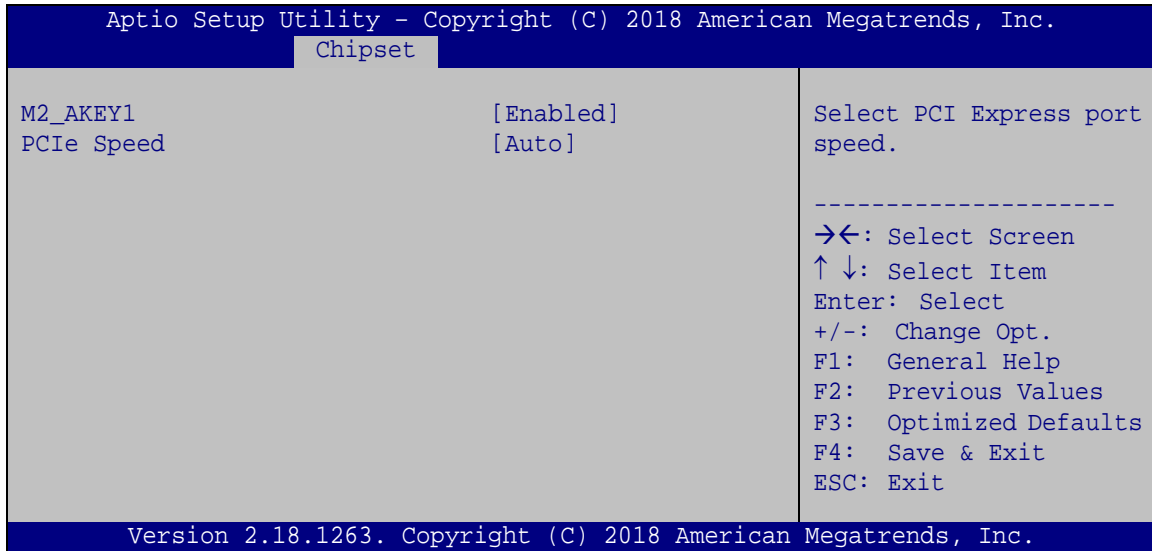 Aptio Setup Utility – Copyright (C) 2018 American Megatrends, Inc.
Chipset
M2_AKEY1 [Enabled]
PCIe Speed [Auto]
Select PCI Express port
speed.
---------------------
→←: Select Screen
↑ ↓: Select Item
Enter: Select
+/-: Change Opt.
F1: General Help
F2: Previous Values
F3: Optimized Defaults
F4: Save & Exit
ESC: Exit
Version 2.18.1263. Copyright (C) 2018 American Megatrends, Inc.